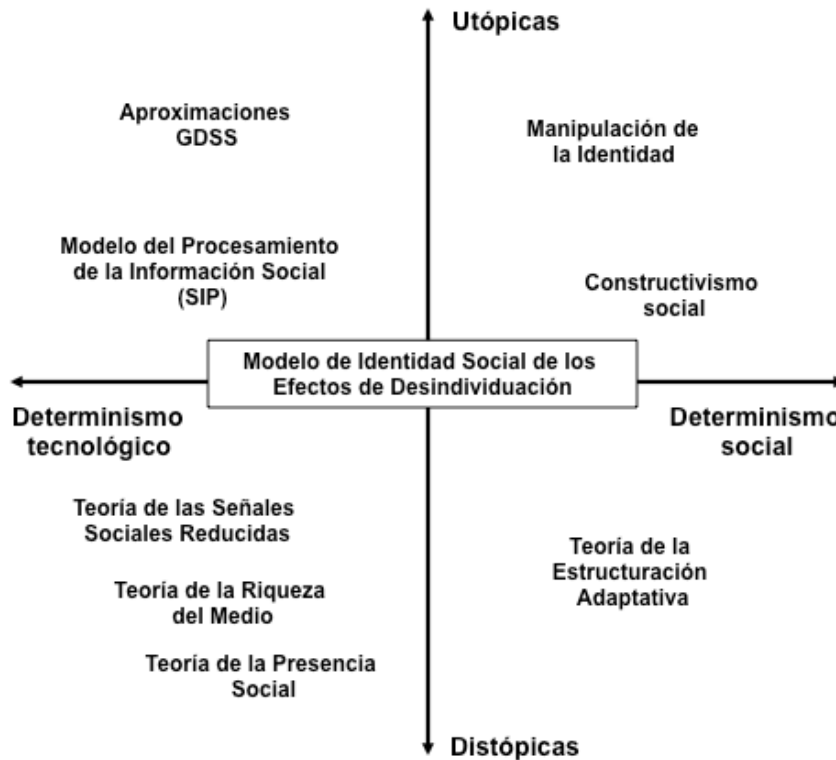 Utópicas
Aproximaciones
GDSS
Manipulación de
la Identidad
Modelo del Procesamiento
de la Información Social
(SIP)
Constructivismo
social
Modelo de Identidad Social de los
Efectos de Desindividuación
Determinismo
tecnológico
Determinismo
social
Teoría de las Señales
Sociales Reducidas
Teoría de la
Estructuración
Adaptativa
Teoría de la Riqueza
del Medio
Teoría de la Presencia
Social
Distópicas